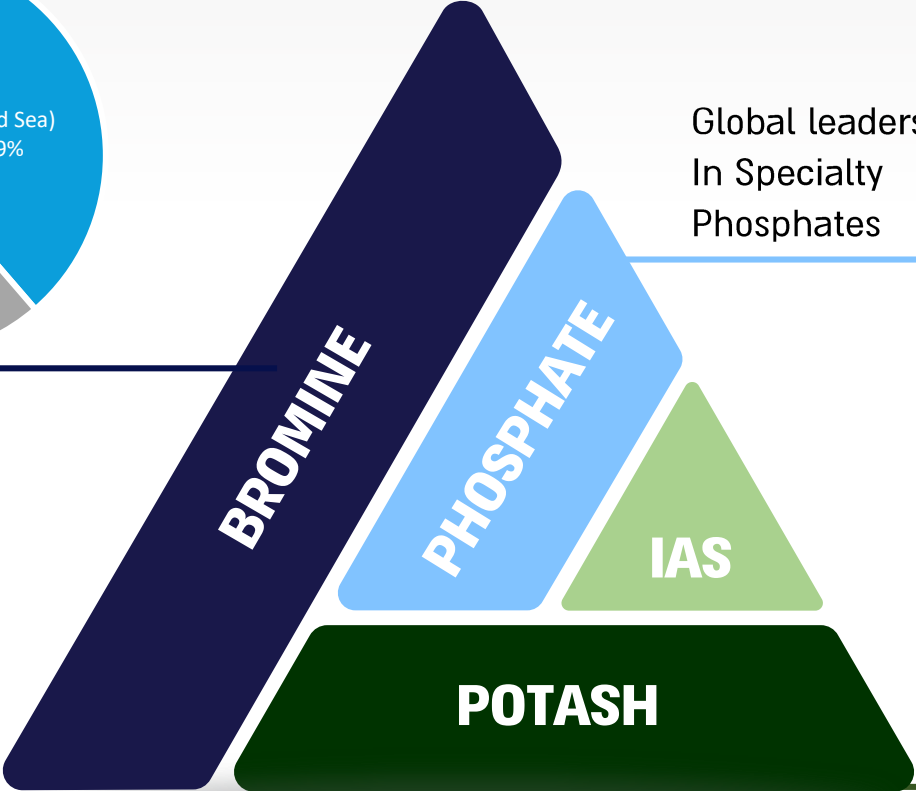 Sea)
9%
Global leaders
In Specialty
Phosphates
BROMINE
PHOSPHATE
IAS
POTASH